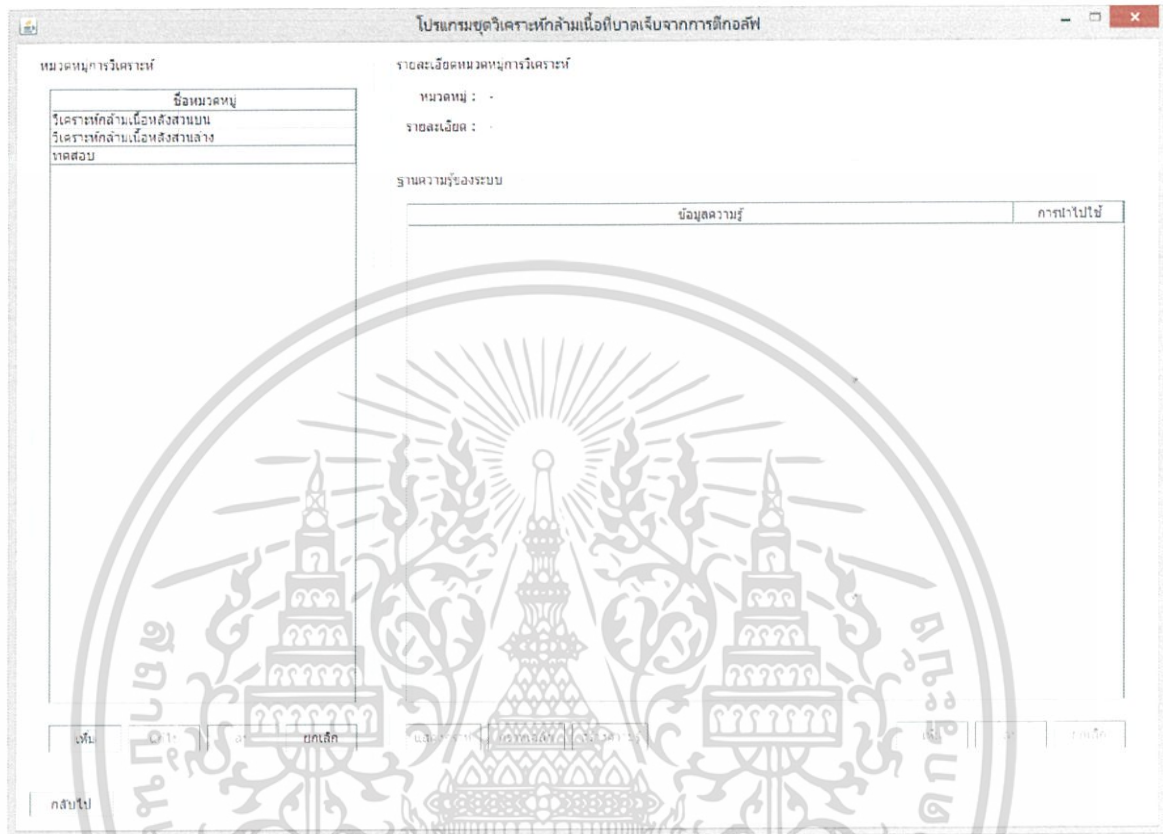 โปรแกรมชุดวิเคราะห์กล้ามเนื้อที่บาดเจ็บจากการตีกอล์ฟ
หมวดหมู่การวิเคราะห์
ชื่อหมวดหมู่
วิเคราะห์กล้ามเนื้อหลังส่วนบน
วิเคราะห์กล้ามเนื้อหลังส่วนล่าง
ทดสอบ
เพิ่ม
ยกเลิก
กลับไป
รายละเอียดหมวดหมู่การวิเคราะห์
หมวดหมู่ : -
รายละเอียด : -
ฐานความรู้ของระบบ
ข้อมูลความรู้ การนำไปใช้
เพิ่ม ลบ ยกเลิก